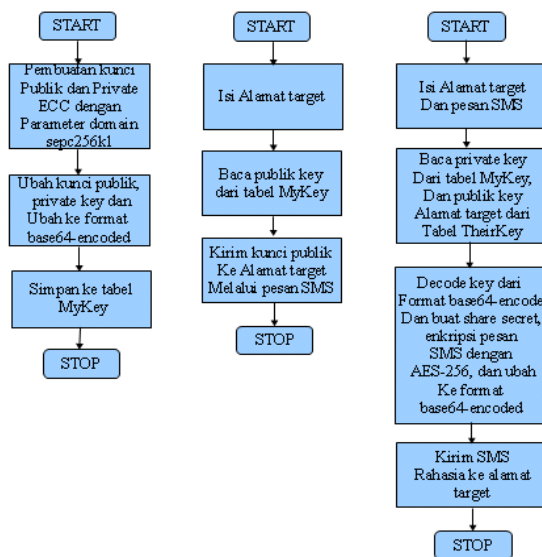 START
Pembuatan kunci
Publik dan Private
ECC dengan
Parameter domain
sepc256k1
Ubah kunci publik,
private key dan
Ubah ke format
base64-encoded
Simpan ke tabel
MyKey
STOP
START
Isi Alamat target
Baca publik key
dari tabel MyKey
Kirim kunci publik
Ke Alamat target
Melalui pesan SMS
STOP
START
Isi Alamat target
Dan pesan SMS
Baca private key
Dari tabel MyKey,
Dan publik key
Alamat target dari
Tabel TheirKey
Decode key dari
Format base64-encode
Dan buat share secret,
enkripsi pesan
SMS dengan
AES-256, dan ubah
Ke format
base64-encoded
Kirim SMS
Rahasia ke alamat
target
STOP